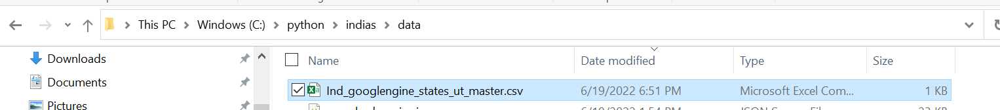 This PC > Windows (C:) > python > indias > data
Downloads
Documents
Pictures
Name Date modified Type Size
Ind_googlengine_states_ut_master.csv 6/19/2022 6:51 PM Microsoft Excel Com... 1 KB